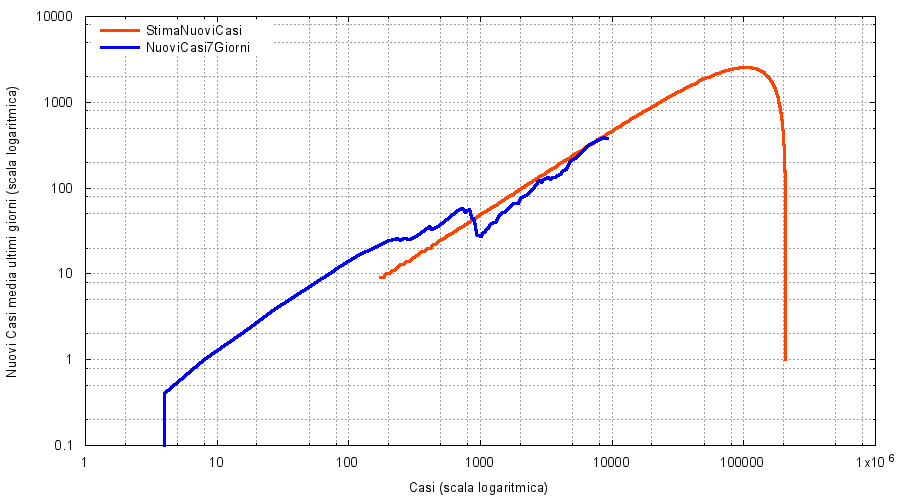 10000
1000
100
10
1
0.1
Nuovi Casi media ultimi giorni (scala logaritmica)
StimaNuoviCasi
NuoviCasi7Giorni
1 10 100 1000 10000 100000 1x10 6
Casi (scala logaritmica)